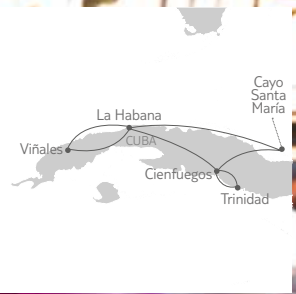 Cayo
Santa
María
La Habana
CUBA
Viñales
Cienfuegos
Trinidad